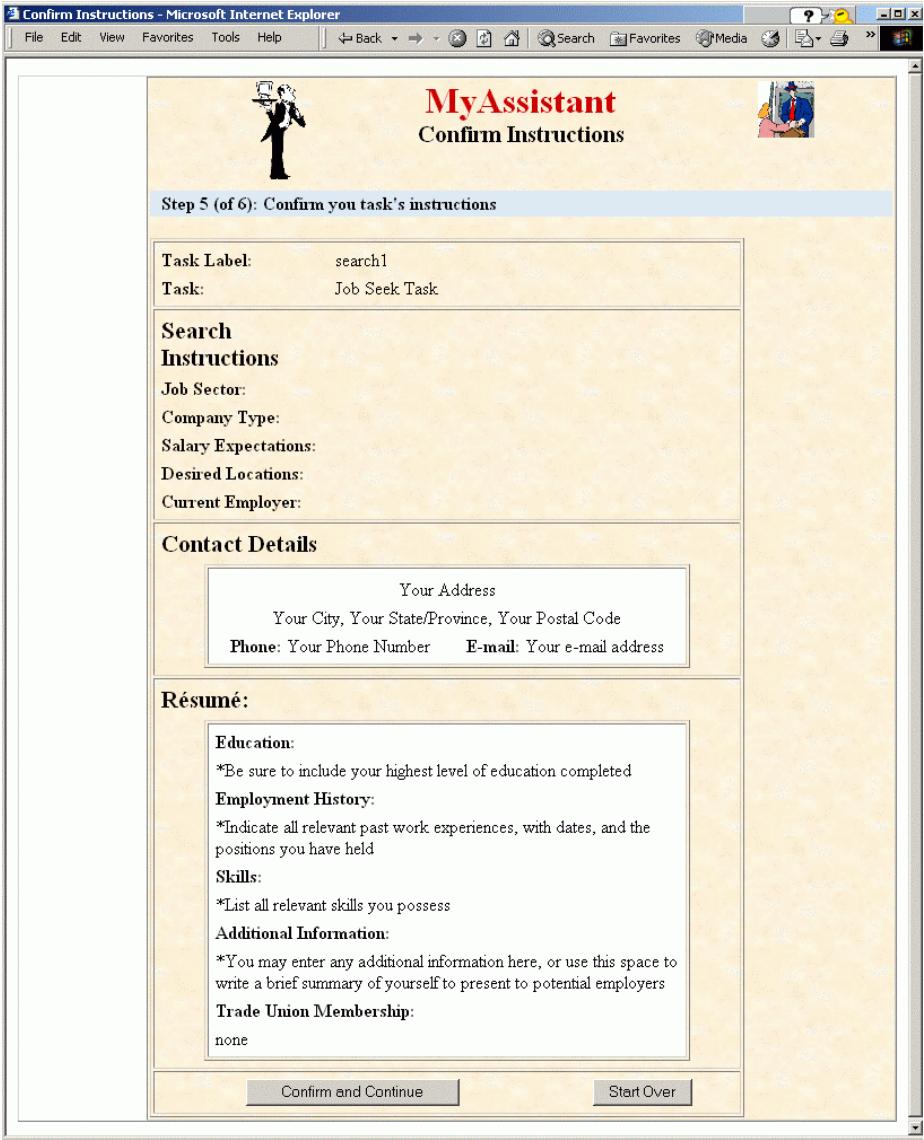 Confirm Instructions - Microsoft Internet Explorer
?
File Edit View Favorites Tools Help Back Search Favorites Media »
MyAssistant
Confirm Instructions
Step 5 (of 6): Confirm you task's instructions
Task Label: search1
Task: Job Seek Task
Search
Instructions
Job Sector:
Company Type:
Salary Expectations:
Desired Locations:
Current Employer:
Contact Details
Your Address
Your City, Your State/Province, Your Postal Code
Phone: Your Phone Number E-mail: Your e-mail address
Résumé:
Education:
*Be sure to include your highest level of education completed
Employment History:
*Indicate all relevant past work experiences, with dates, and the
positions you have held
Skills:
*List all relevant skills you possess
Additional Information:
*You may enter any additional information here, or use this space to
write a brief summary of yourself to present to potential employers
Trade Union Membership:
none
Confirm and Continue Start Over